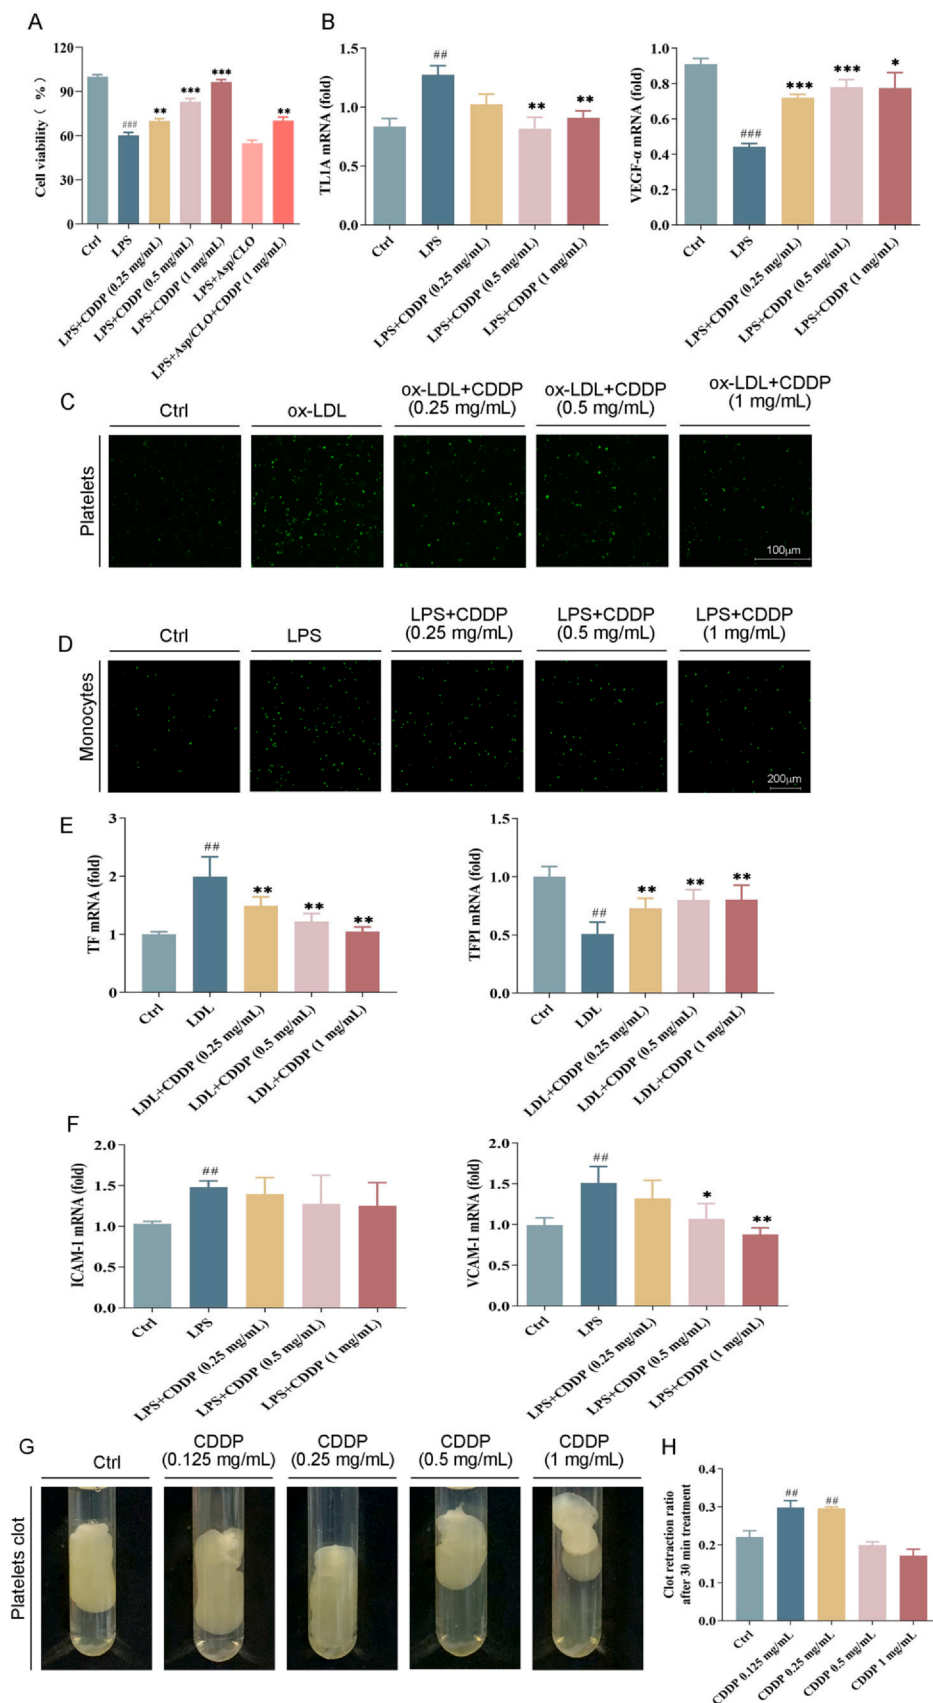 A
Cell viability ( %)
120
90
60
30
0
###
**
***
***
**
Ctrl
LPS
LPS+CDDP (0.25 mg/mL)
LPS+CDDP (0.5 mg/mL)
LPS+CDDP (1 mg/mL)
LPS+Asp/CLO
LPS+Asp/CLO+CDDP (1 mg/mL)
B
TL1A mRNA (fold)
1.5
1.0
0.5
0.0
##
**
**
Ctrl
LPS
LPS+CDDP (0.25 mg/mL)
LPS+CDDP (0.5 mg/mL)
LPS+CDDP (1 mg/mL)
VEGF-α mRNA (fold)
1.0
0.8
0.6
0.4
0.2
0.0
###
***
***
*
Ctrl
LPS
LPS+CDDP (0.25 mg/mL)
LPS+CDDP (0.5 mg/mL)
LPS+CDDP (1 mg/mL)
C
Ctrl
ox-LDL
ox-LDL+CDDP
(0.25 mg/mL)
ox-LDL+CDDP
(0.5 mg/mL)
ox-LDL+CDDP
(1 mg/mL)
Platelets
100μm
D
Ctrl
LPS
LPS+CDDP
(0.25 mg/mL)
LPS+CDDP
(0.5 mg/mL)
LPS+CDDP
(1 mg/mL)
Monocytes
200μm
E
TF mRNA (fold)
3
2
1
0
##
**
**
**
Ctrl
LDL
LDL+CDDP (0.25 mg/mL)
LDL+CDDP (0.5 mg/mL)
LDL+CDDP (1 mg/mL)
TFPI mRNA (fold)
1.5
1.0
0.5
0.0
##
**
**
**
Ctrl
LDL
LDL+CDDP (0.25 mg/mL)
LDL+CDDP (0.5 mg/mL)
LDL+CDDP (1 mg/mL)
F
ICAM-1 mRNA (fold)
2.0
1.5
1.0
0.5
0.0
##
Ctrl
LPS
LPS+CDDP (0.25 mg/mL)
LPS+CDDP (0.5 mg/mL)
LPS+CDDP (1 mg/mL)
VCAM-1 mRNA (fold)
2.0
1.5
1.0
0.5
0.0
##
*
**
Ctrl
LPS
LPS+CDDP (0.25 mg/mL)
LPS+CDDP (0.5 mg/mL)
LPS+CDDP (1 mg/mL)
G
Ctrl
CDDP
(0.125 mg/mL)
CDDP
(0.25 mg/mL)
CDDP
(0.5 mg/mL)
CDDP
(1 mg/mL)
Platelets clot
H
Clot retraction ratio
after 30 min treatment
0.4
0.3
0.2
0.1
0.0
##
##
Ctrl
CDDP 0.125 mg/mL
CDDP 0.25 mg/mL
CDDP 0.5 mg/mL
CDDP 1 mg/mL